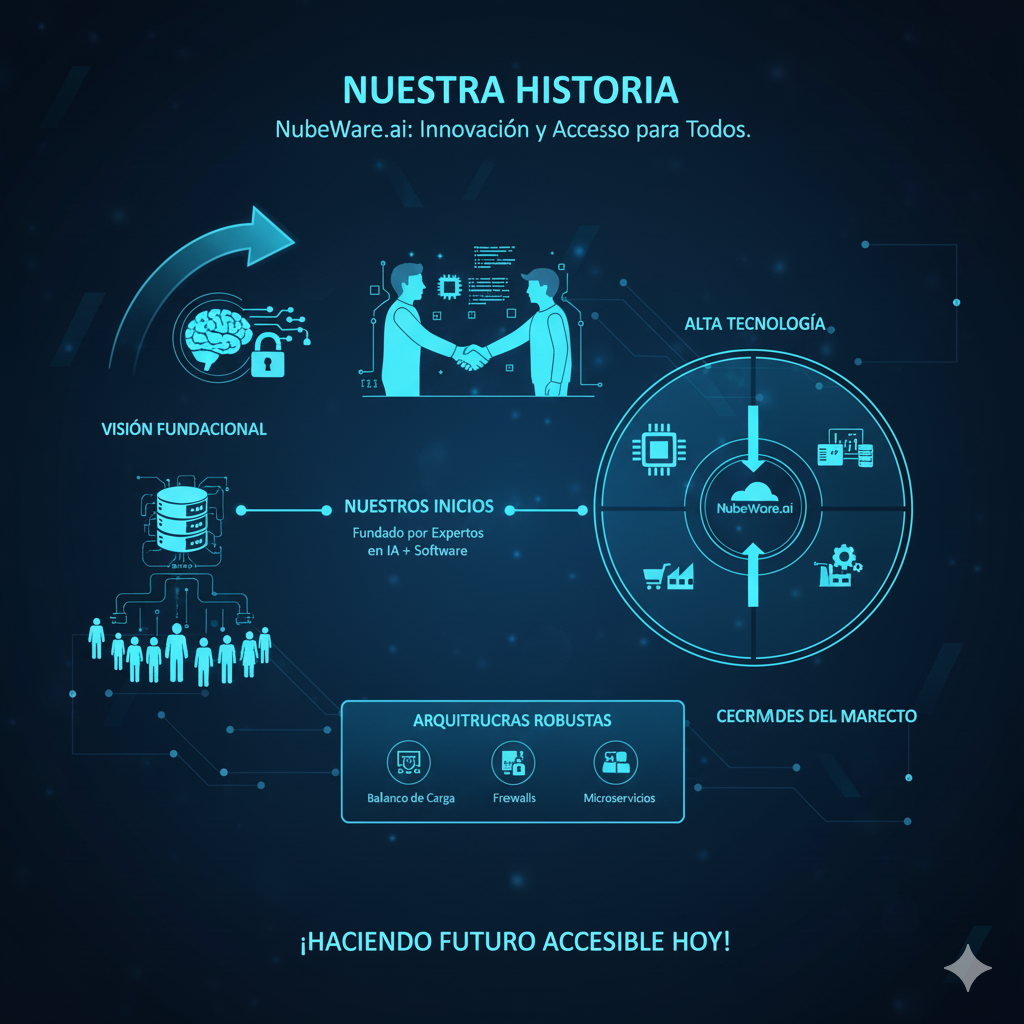 NUESTRA HISTORIA
NubeWare.ai: Innovación y Accesso para Todos.
VISIÓN FUNDACIONAL
ALTA TECNOLOGÍA
NUESTROS INICIOS
Fundado por Expertos
en IA + Software
NubeWare.ai
ARQUITRUCRAS ROBUSTAS
Balanco de Carga
Frewalls
Microservicios
CECRMDES DEL MARECTO
¡HACIENDO FUTURO ACCESIBLE HOY!